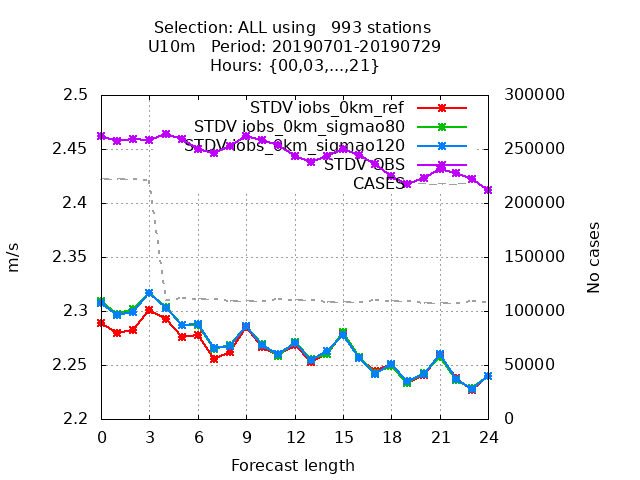 Selection: ALL using   993 stations
U10m   Period: 20190701-20190729
Hours: {00,03,...,21}
STDV iobs_0km_ref
STDV iobs_0km_sigmao80
STDV iobs_0km_sigmao120
STDV OBS
CASES
2.5
2.45
2.4
2.35
2.3
2.25
2.2
m/s
300000
250000
200000
150000
100000
50000
0
No cases
0 3 6 9 12 15 18 21 24
Forecast length